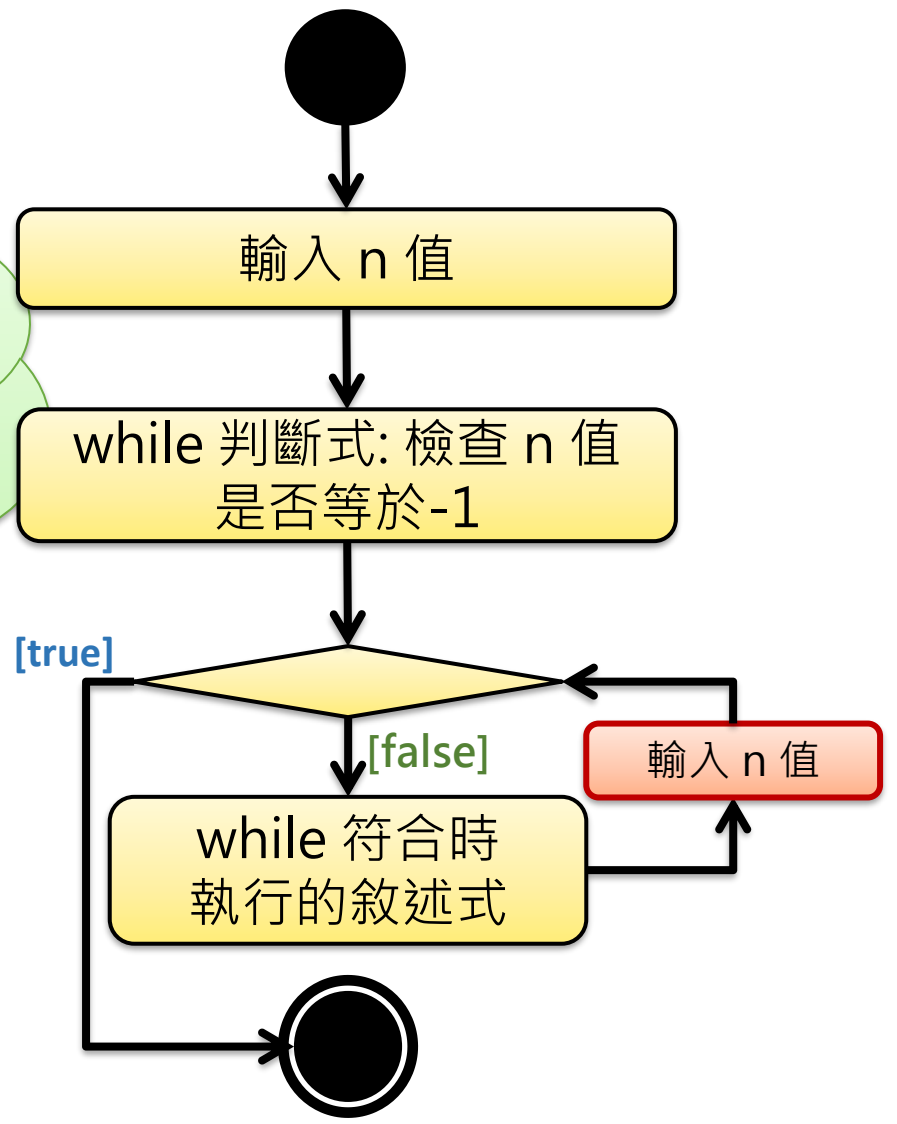 輸入 n 值
while 判斷式: 檢查 n 值
是否等於-1
[true]
[false]
輸入 n 值
while 符合時
執行的敘述式